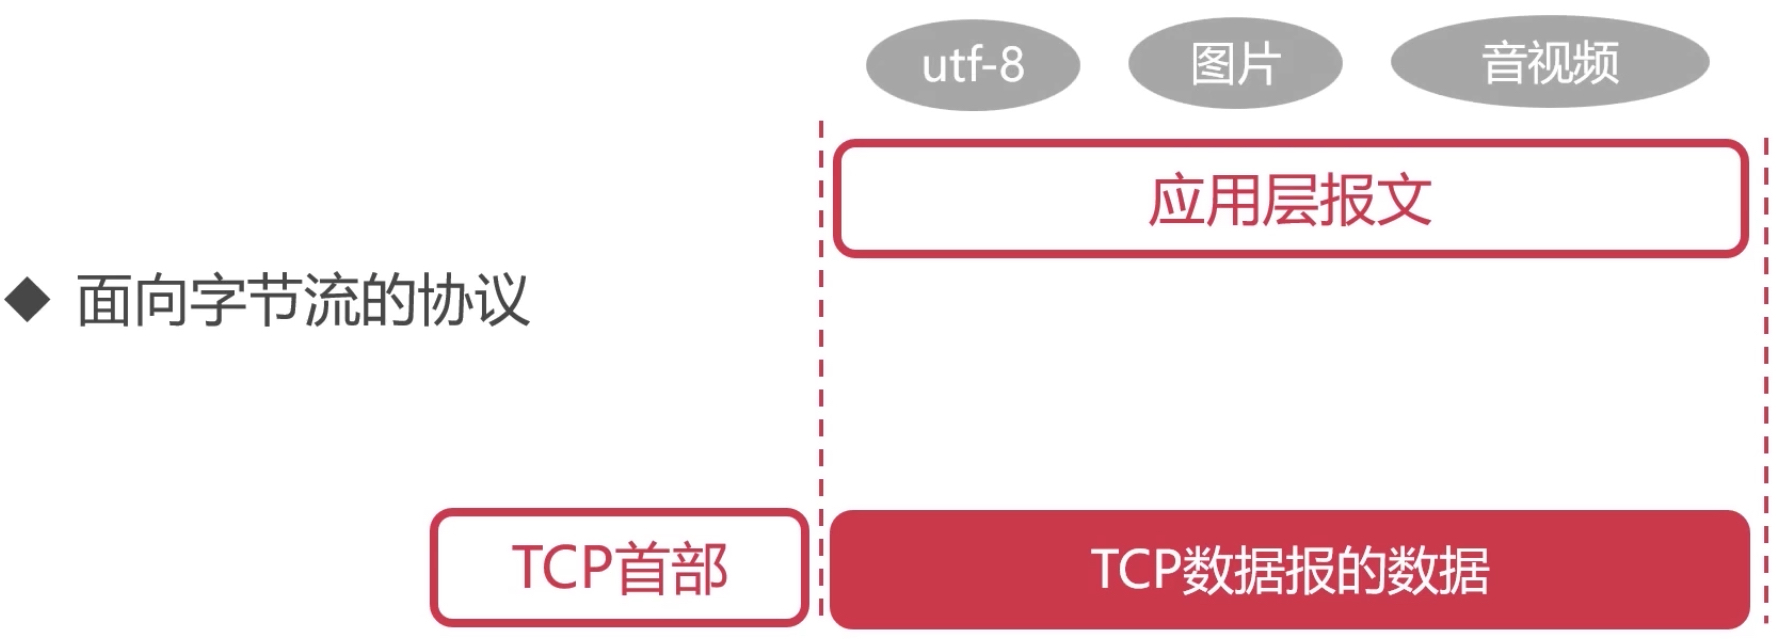 utf-8 图片 音视频
应用层报文
◆ 面向字节流的协议
TCP首部 TCP数据报的数据